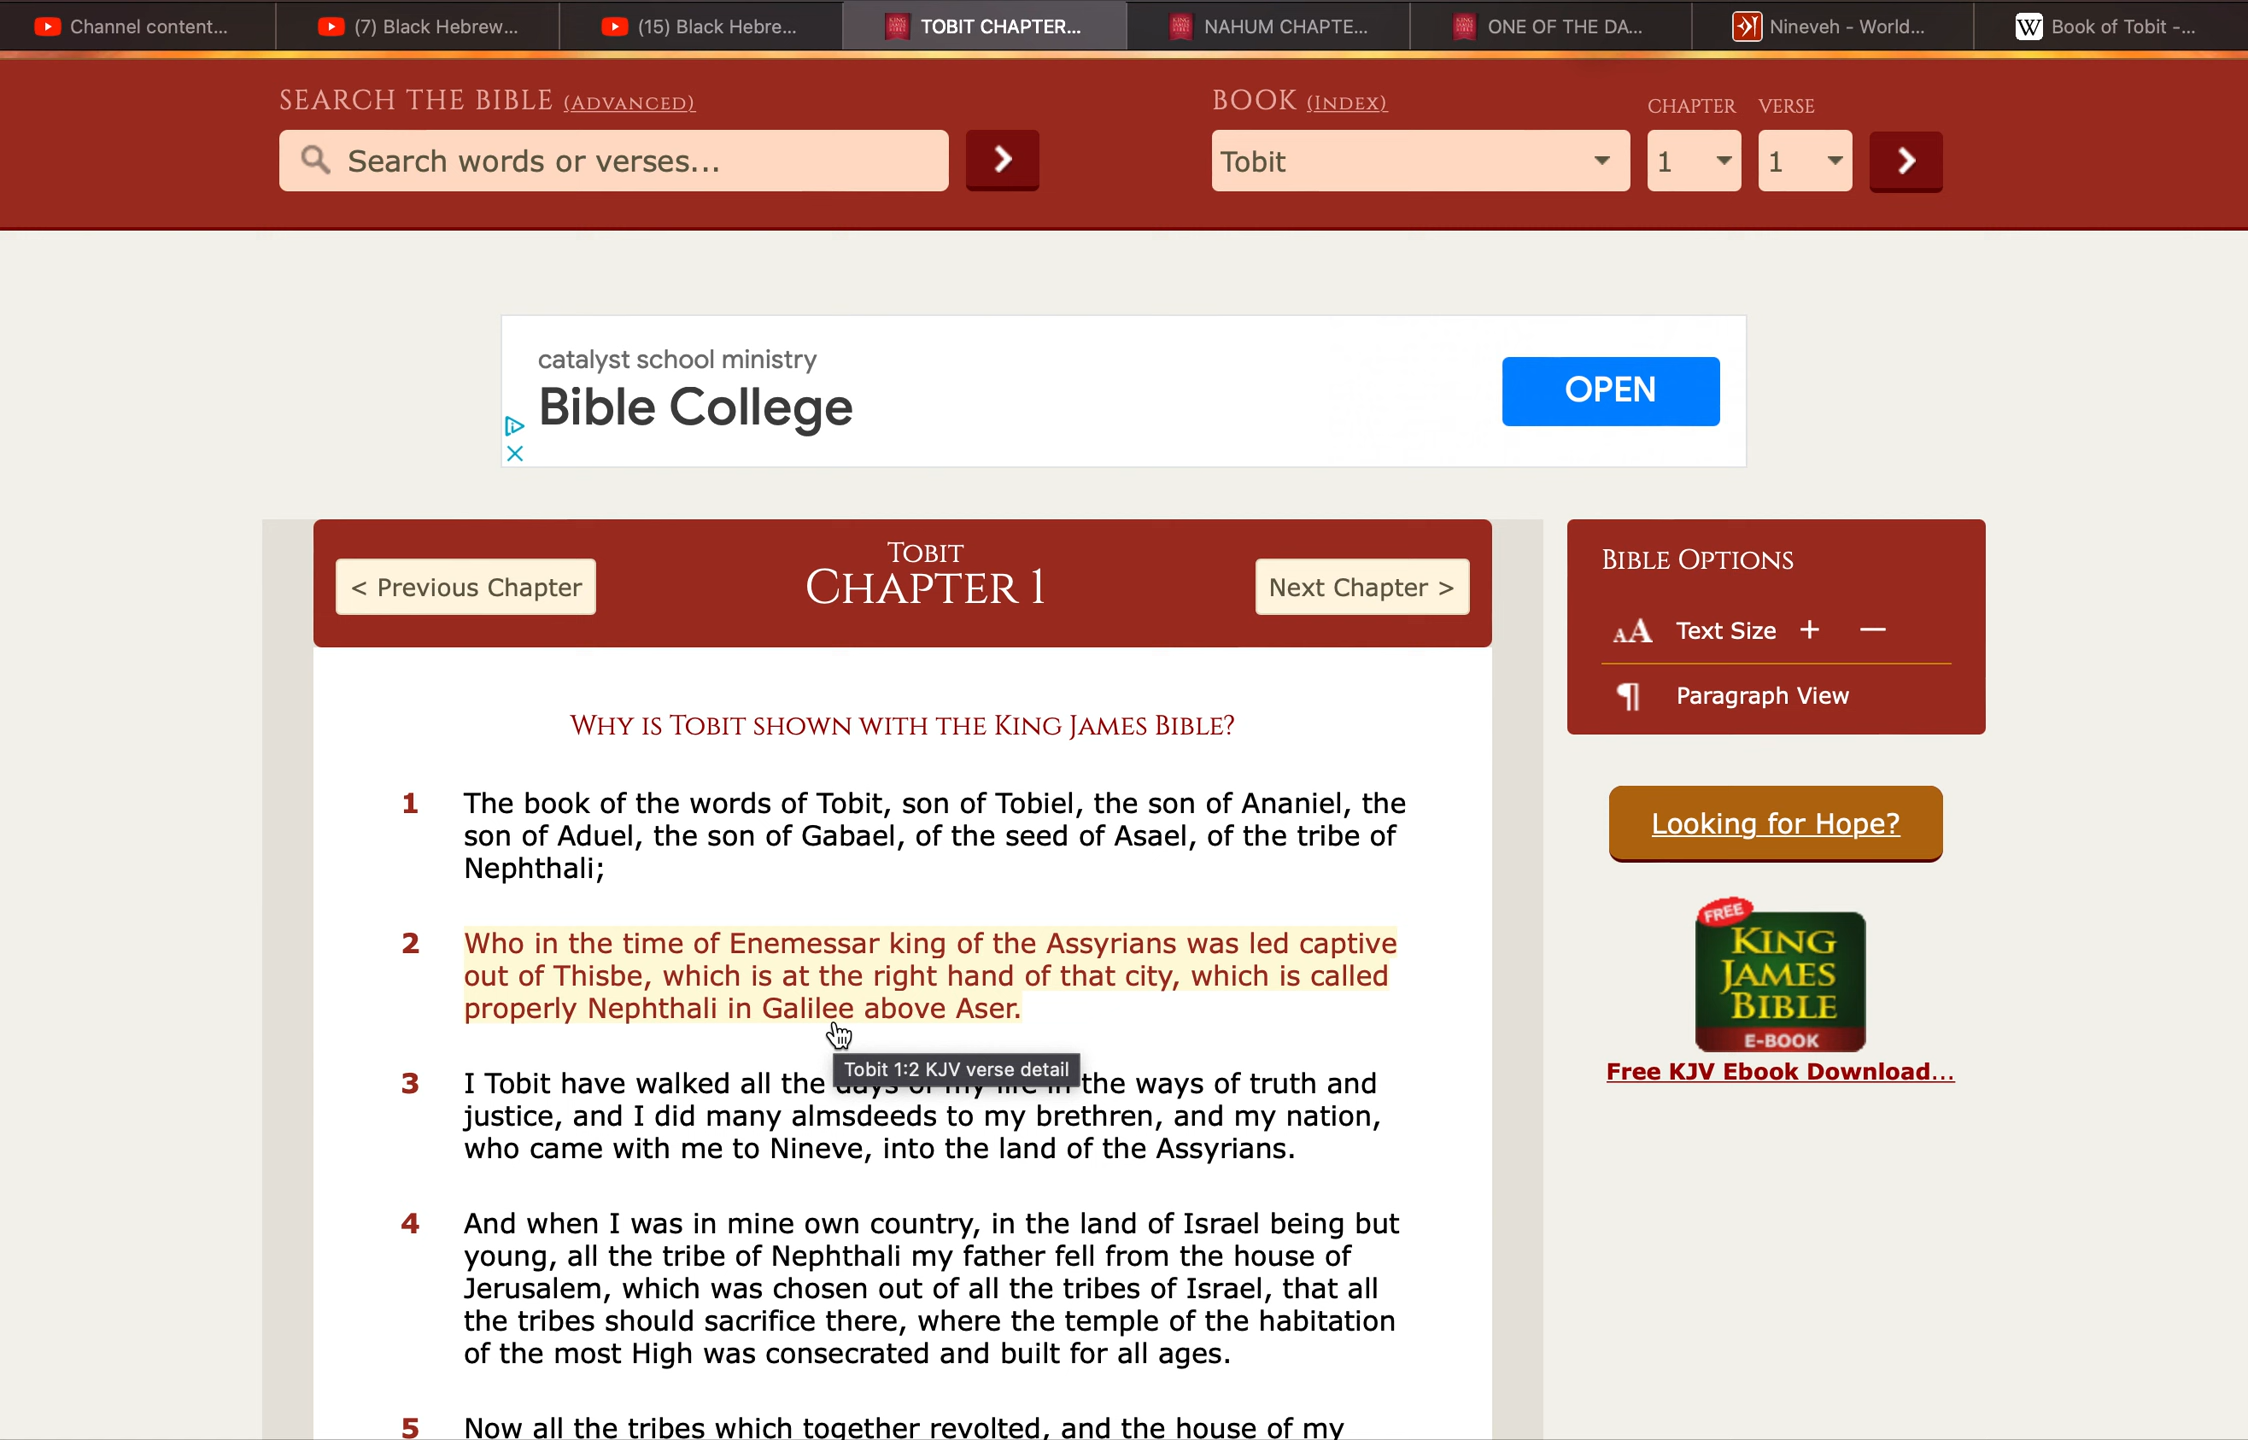 Channel content...
(7) Black Hebrew...
(15) Black Hebre...
TOBIT CHAPTER...
NAHUM CHAPTE...
ONE OF THE DA...
Nineveh - World...
W
Book of Tobit -...
SEARCH THE BIBLE (ADVANCED)
Search words or verses...
BOOK (INDEX)
CHAPTER
VERSE
Tobit
1
1
catalyst school ministry
Bible College
OPEN
< Previous Chapter
TOBIT
CHAPTER 1
Next Chapter >
WHY IS TOBIT SHOWN WITH THE KING JAMES BIBLE?
1 The book of the words of Tobit, son of Tobiel, the son of Ananiel, the
son of Aduel, the son of Gabael, of the seed of Asael, of the tribe of
Nephthali;
2 Who in the time of Enemessar king of the Assyrians was led captive
out of Thisbe, which is at the right hand of that city, which is called
properly Nephthali in Galilee above Aser.
Tobit 1:2 KJV verse detail
3 I Tobit have walked all the days of my life in the ways of truth and
justice, and I did many almsdeeds to my brethren, and my nation,
who came with me to Nineve, into the land of the Assyrians.
4 And when I was in mine own country, in the land of Israel being but
young, all the tribe of Nephthali my father fell from the house of
Jerusalem, which was chosen out of all the tribes of Israel, that all
the tribes should sacrifice there, where the temple of the habitation
of the most High was consecrated and built for all ages.
5 Now all the tribes which together revolted, and the house of my
BIBLE OPTIONS
AA Text Size + —
¶ Paragraph View
Looking for Hope?
FREE
KING
JAMES
BIBLE
E-BOOK
Free KJV Ebook Download...